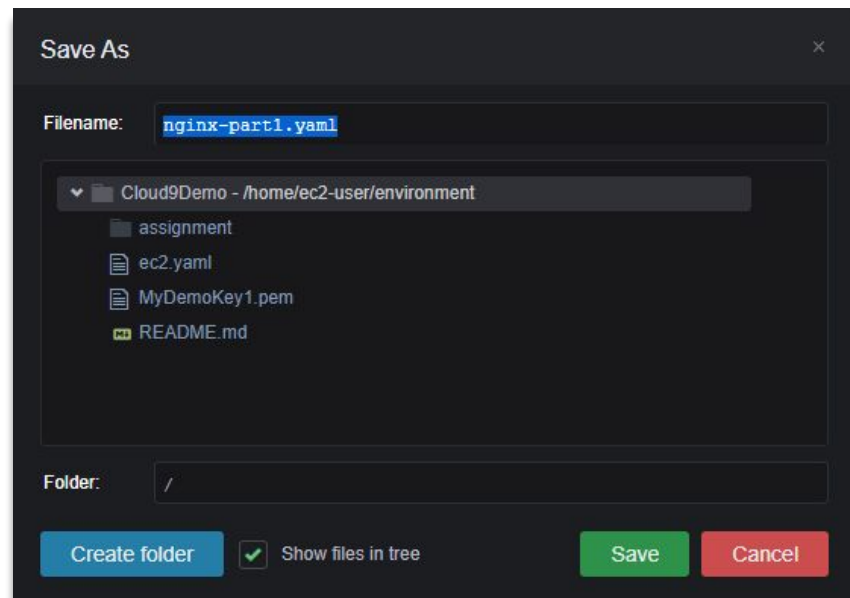 Save As
Filename: nginx-part1.yaml
Cloud9Demo - /home/ec2-user/environment
assignment
ec2.yaml
MyDemoKey1.pem
README.md
Folder: /
Create folder Show files in tree Save Cancel